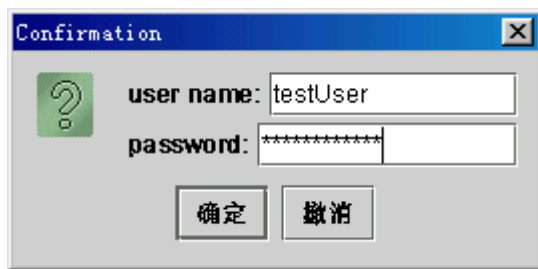 Confirmation
user name: testUser
password: ************
确定 撤消